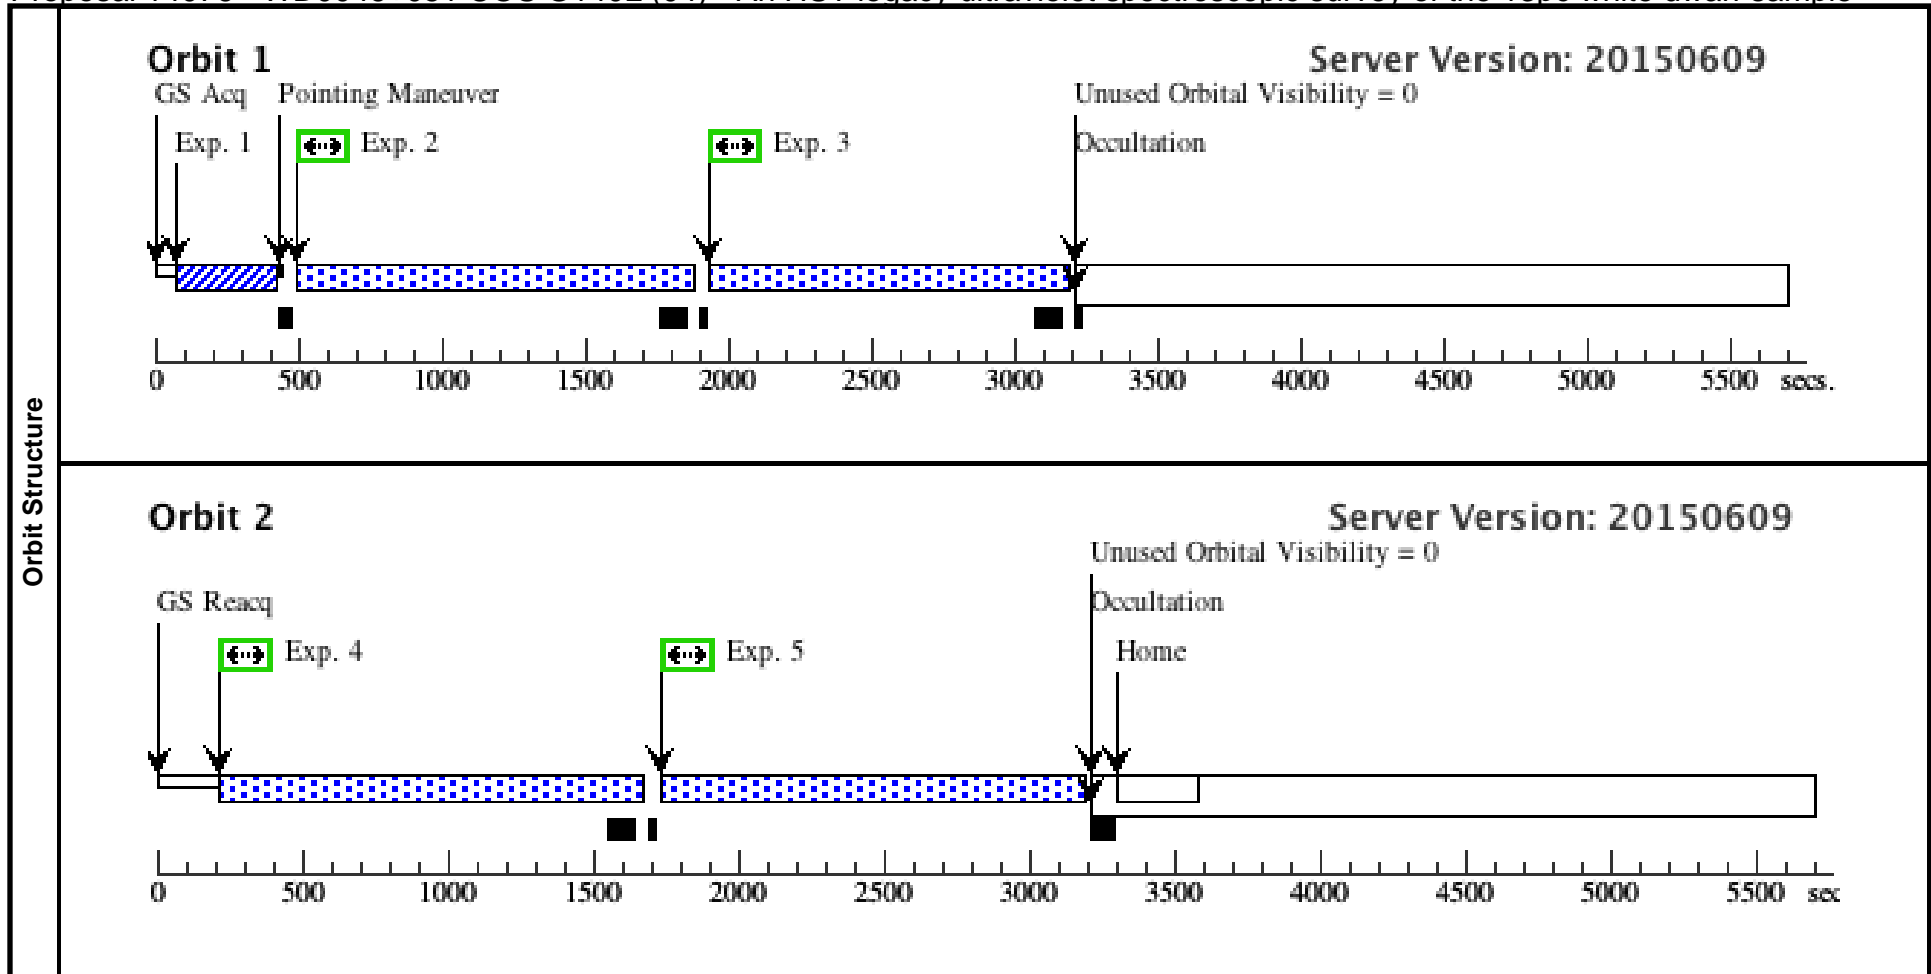 Orbit Structure
Orbit 1
Server Version: 20150609
GS Acq Pointing Maneuver Unused Orbital Visibility = 0
Exp. 1 Exp. 2 Exp. 3 Occultation
0 500 1000 1500 2000 2500 3000 3500 4000 4500 5000 5500 secs.
Orbit 2
Server Version: 20150609
Unused Orbital Visibility = 0
GS Reacq Occultation
Exp. 4 Exp. 5 Home
0 500 1000 1500 2000 2500 3000 3500 4000 4500 5000 5500 sec